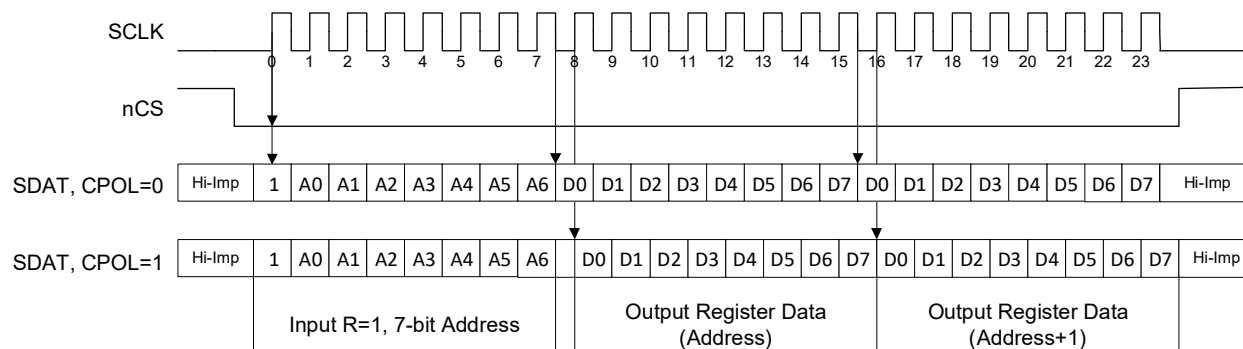 SCLK
0 1 2 3 4 5 6 7 8 9 10 11 12 13 14 15 16 17 18 19 20 21 22 23
nCS
SDAT, CPOL=0 Hi-Imp 1 A0 A1 A2 A3 A4 A5 A6 D0 D1 D2 D3 D4 D5 D6 D7 D0 D1 D2 D3 D4 D5 D6 D7 Hi-Imp
SDAT, CPOL=1 Hi-Imp 1 A0 A1 A2 A3 A4 A5 A6 D0 D1 D2 D3 D4 D5 D6 D7 D0 D1 D2 D3 D4 D5 D6 D7 Hi-Imp
Input R=1, 7-bit Address
Output Register Data
(Address)
Output Register Data
(Address+1)